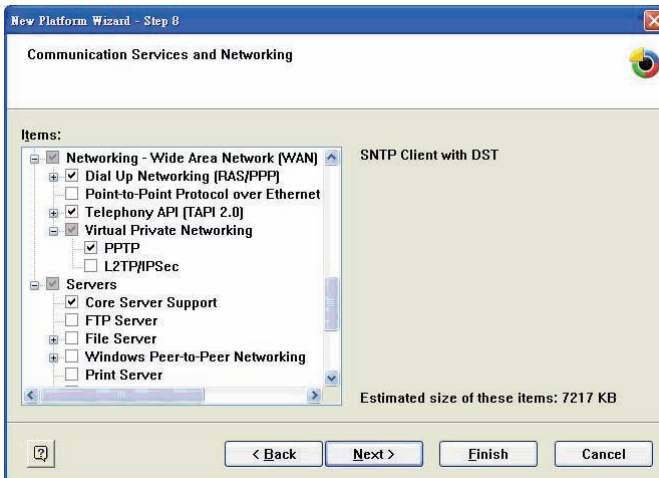 New Platform Wizard - Step 8
Communication Services and Networking
Items:
Networking - Wide Area Network (WAN)
Dial Up Networking (RAS/PPP)
Point-to-Point Protocol over Ethernet
Telephony API (TAPI 2.0)
Virtual Private Networking
PPTP
L2TP/IPSec
Servers
Core Server Support
FTP Server
File Server
Windows Peer-to-Peer Networking
Print Server
SNTP Client with DST
Estimated size of these items: 7217 KB
< Back
Next >
Finish
Cancel